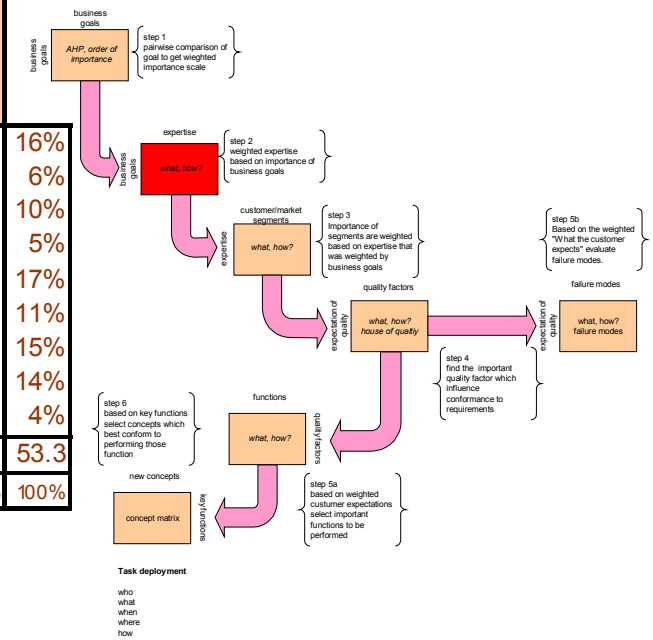 16%
6%
10%
5%
17%
11%
15%
14%
4%
53.3
100%
business
goals
business
goals
AHP, order of
importance
step 1
pairwise comparison of
goal to get wieghted
importance scale
expertise
business
goals
what, how?
step 2
weighted expertise
based on importance of
business goals
customer/market
segments
expertise
what, how?
step 3
Importance of
segments are weighted
based on expertise that
was weighted by
business goals
quality factors
expectation of
quality
what, how?
house of qualtiy
step 5b
Based on the weighted
"What the customer
expects" evaluate
failure modes.
failure modes
expectation of
quality
what, how?
failure modes
step 4
find the important
quality factor which
influence
conformance to
requirements
step 6
based on key functions
select concepts which
best conform to
performing those
function
functions
what, how?
quality factors
step 5a
based on weighted
custumer expectations
select important
functions to be
performed
new concepts
concept matrix
key functions
Task deployment
who
what
when
where
how